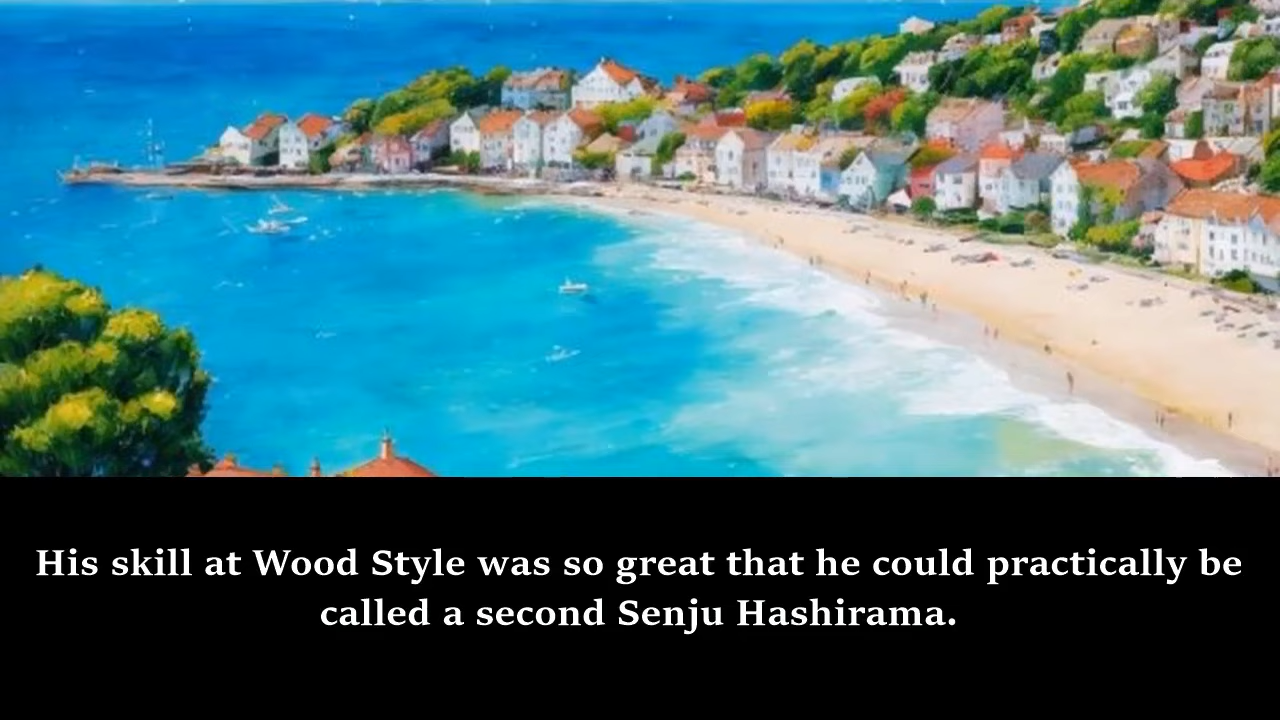 His skill at Wood Style was so great that he could practically be
called a second Senju Hashirama.